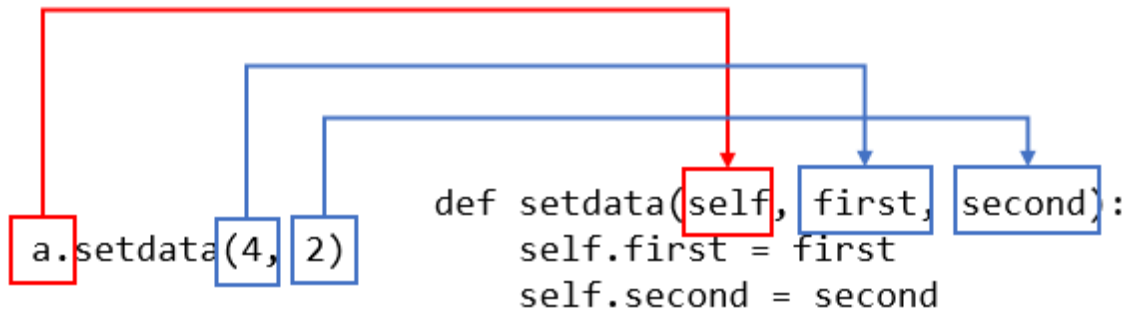 def setdata(self, first, second):
a.setdata(4, 2)
self.first = first
self.second = second